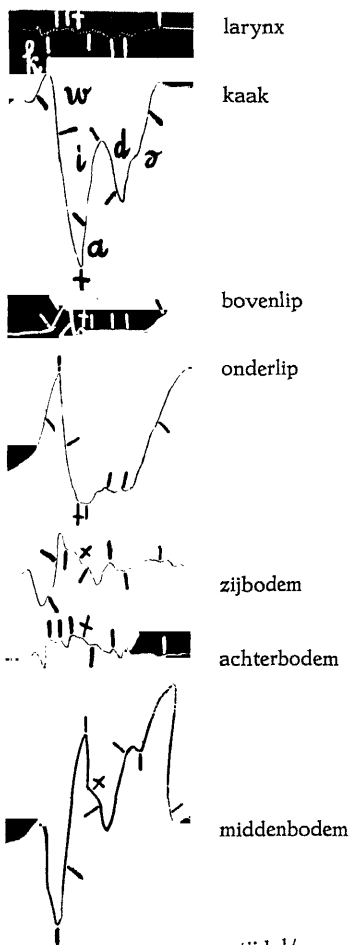 larynx
k
kaak
w
i d ə
a
bovenlip
onderlip
zijbodem
achterbodem
middenbodem